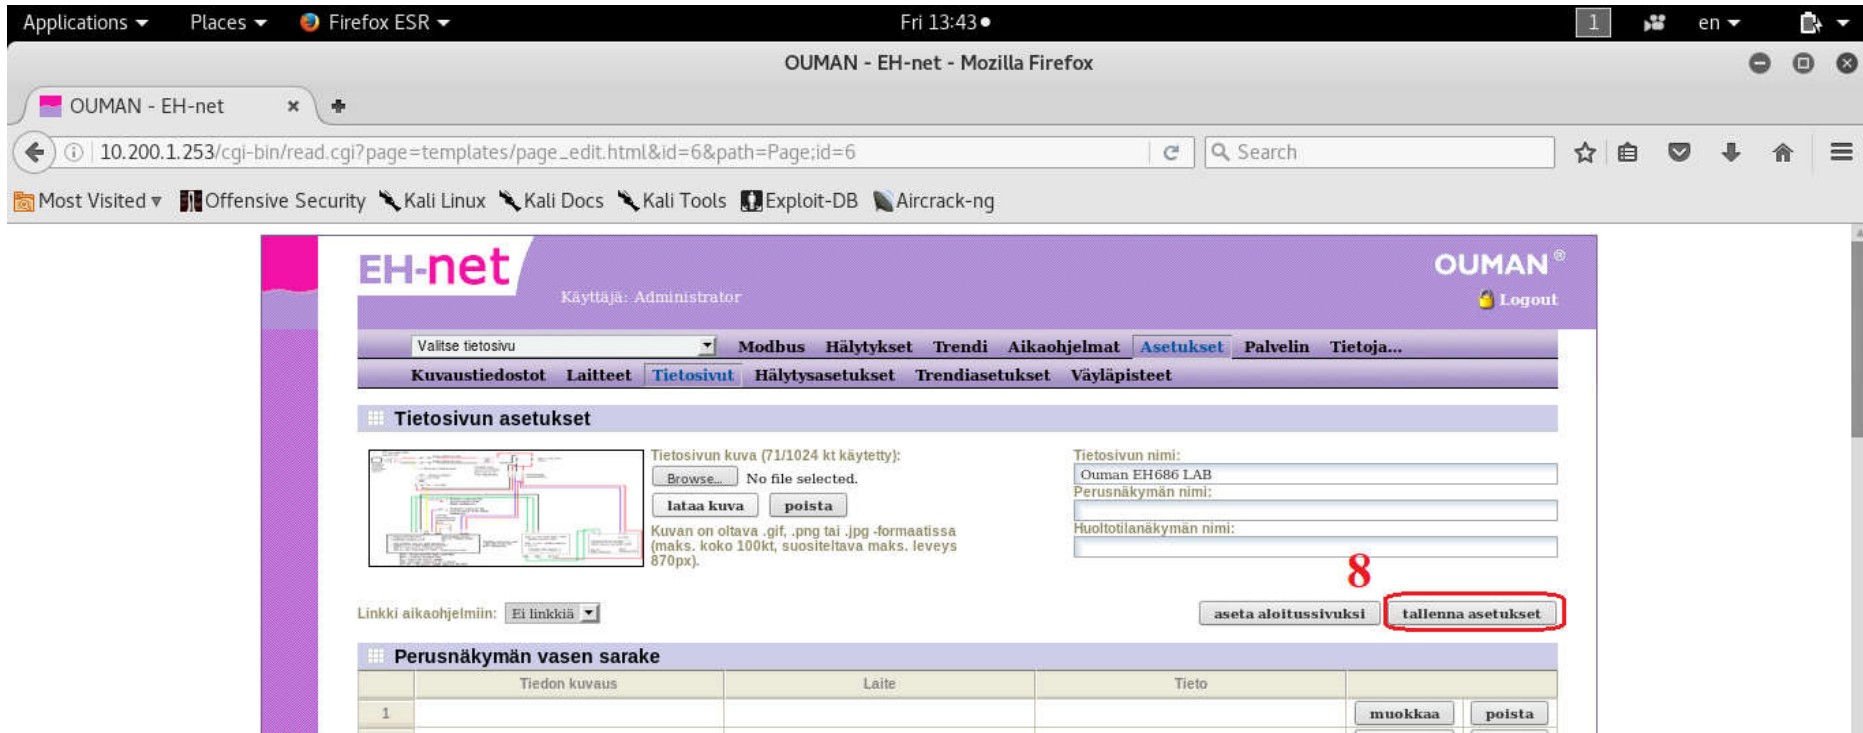 Applications Places Firefox ESR Fri 13:43 1 en
OUMAN - EH-net - Mozilla Firefox
OUMAN - EH-net
10.200.1.253/cgi-bin/read.cgi?page=templates/page_edit.html&id=6&path=Page;id=6 Search
Most Visited Offensive Security Kali Linux Kali Docs Kali Tools Exploit-DB Aircrack-ng
EH-net OUMAN®
Käyttäjä: Administrator Logout
Valitse tietosivu Modbus Hälytykset Trendi Aikaohjelmat Asetukset Palvelin Tietoja...
Kuvaustiedostot Laitteet Tietosivut Hälytysasetukset Trendiasetukset Väyläpisteet
Tietosivun asetukset
Tietosivun kuva (71/1024 kt käytetty):
Browse... No file selected.
lataa kuva poista
Kuvan on oltava .gif, .png tai .jpg -formaatissa
(maks. koko 100kt, suositeltava maks. leveys
870px).
Tietosivun nimi:
Ouman EH686 LAB
Perusnäkymän nimi:
Huoltotilanäkymän nimi:
8
Linkki aikaohjelmiin: Ei linkkiä aseta aloitussivuksi tallenna asetukset
Perusnäkymän vasen sarake
Tiedon kuvaus Laite Tieto
1 muokkaa poista